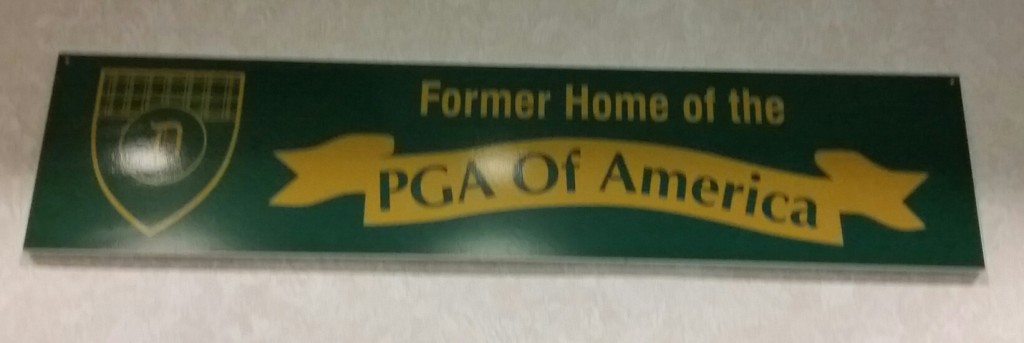 Former Home of the
PGA Of America